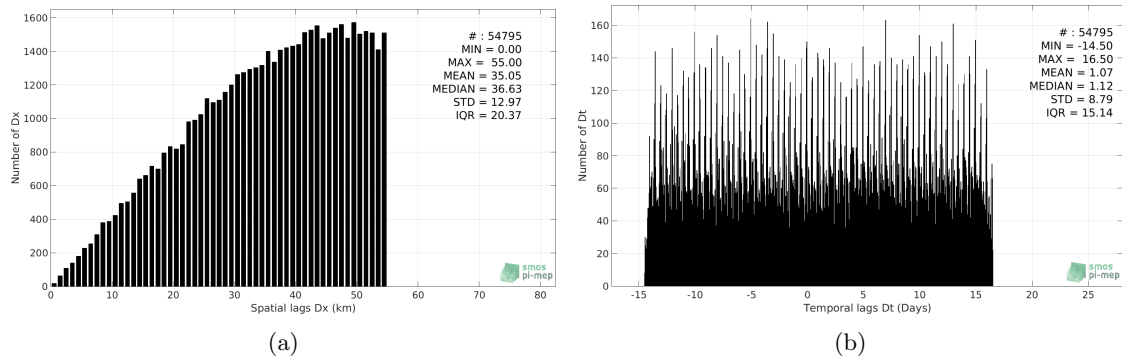 1600
1400
1200
1000
800
600
400
200
0
Number of Dx
# : 54795
MIN = 0.00
MAX = 55.00
MEAN = 35.05
MEDIAN = 36.63
STD = 12.97
IQR = 20.37
smos
pi-mep
0 10 20 30 40 50 60 70 80
Spatial lags Dx (km)
(a)
160
140
120
100
80
60
40
20
0
Number of Dt
# : 54795
MIN = -14.50
MAX = 16.50
MEAN = 1.07
MEDIAN = 1.12
STD = 8.79
IQR = 15.14
smos
pi-mep
-15 -10 -5 0 5 10 15 20 25
Temporal lags Dt (Days)
(b)